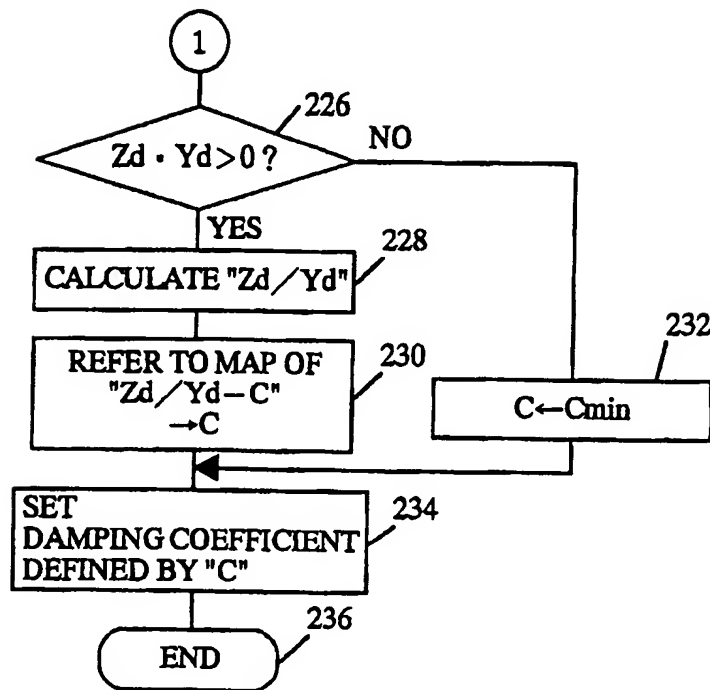 1
226
Zd・Yd>0?
NO
YES
228
CALCULATE "Zd/Yd"
230
REFER TO MAP OF
"Zd/Yd−C"
→C
232
C←Cmin
234
SET
DAMPING COEFFICIENT
DEFINED BY "C"
236
END